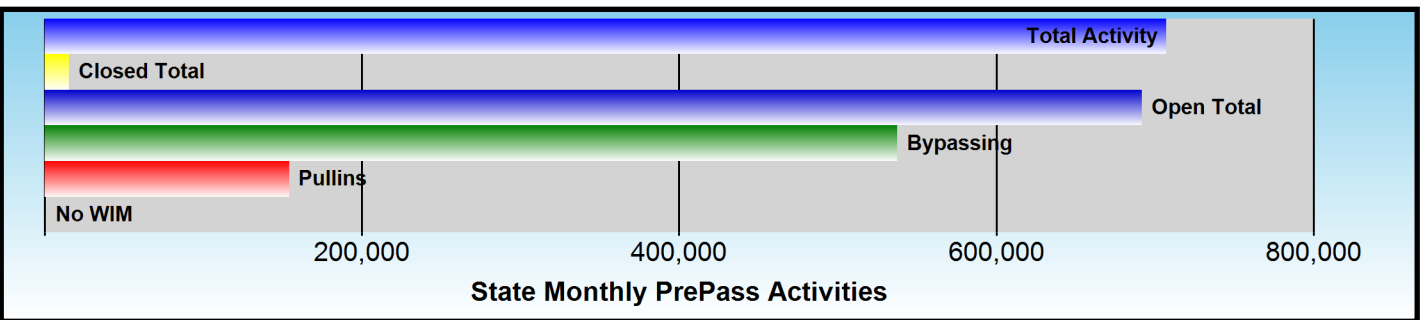 Total Activity
Closed Total
Open Total
Bypassing
Pullins
No WIM
200,000 400,000 600,000 800,000
State Monthly PrePass Activities